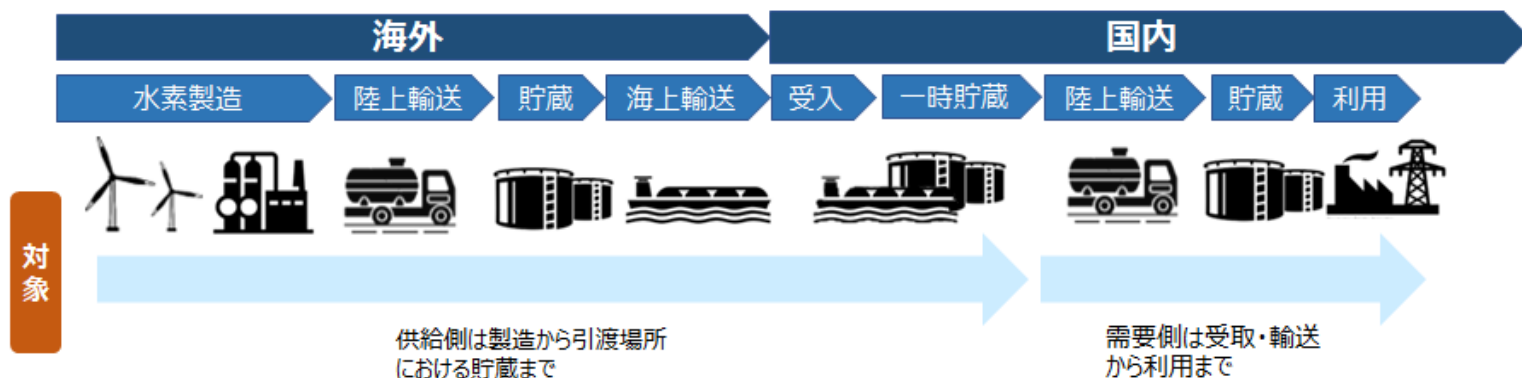 海外
国内
水素製造
陸上輸送
貯蔵
海上輸送
受入
一時貯蔵
陸上輸送
貯蔵
利用
対象
供給側は製造から引渡場所
における貯蔵まで
需要側は受取・輸送
から利用まで